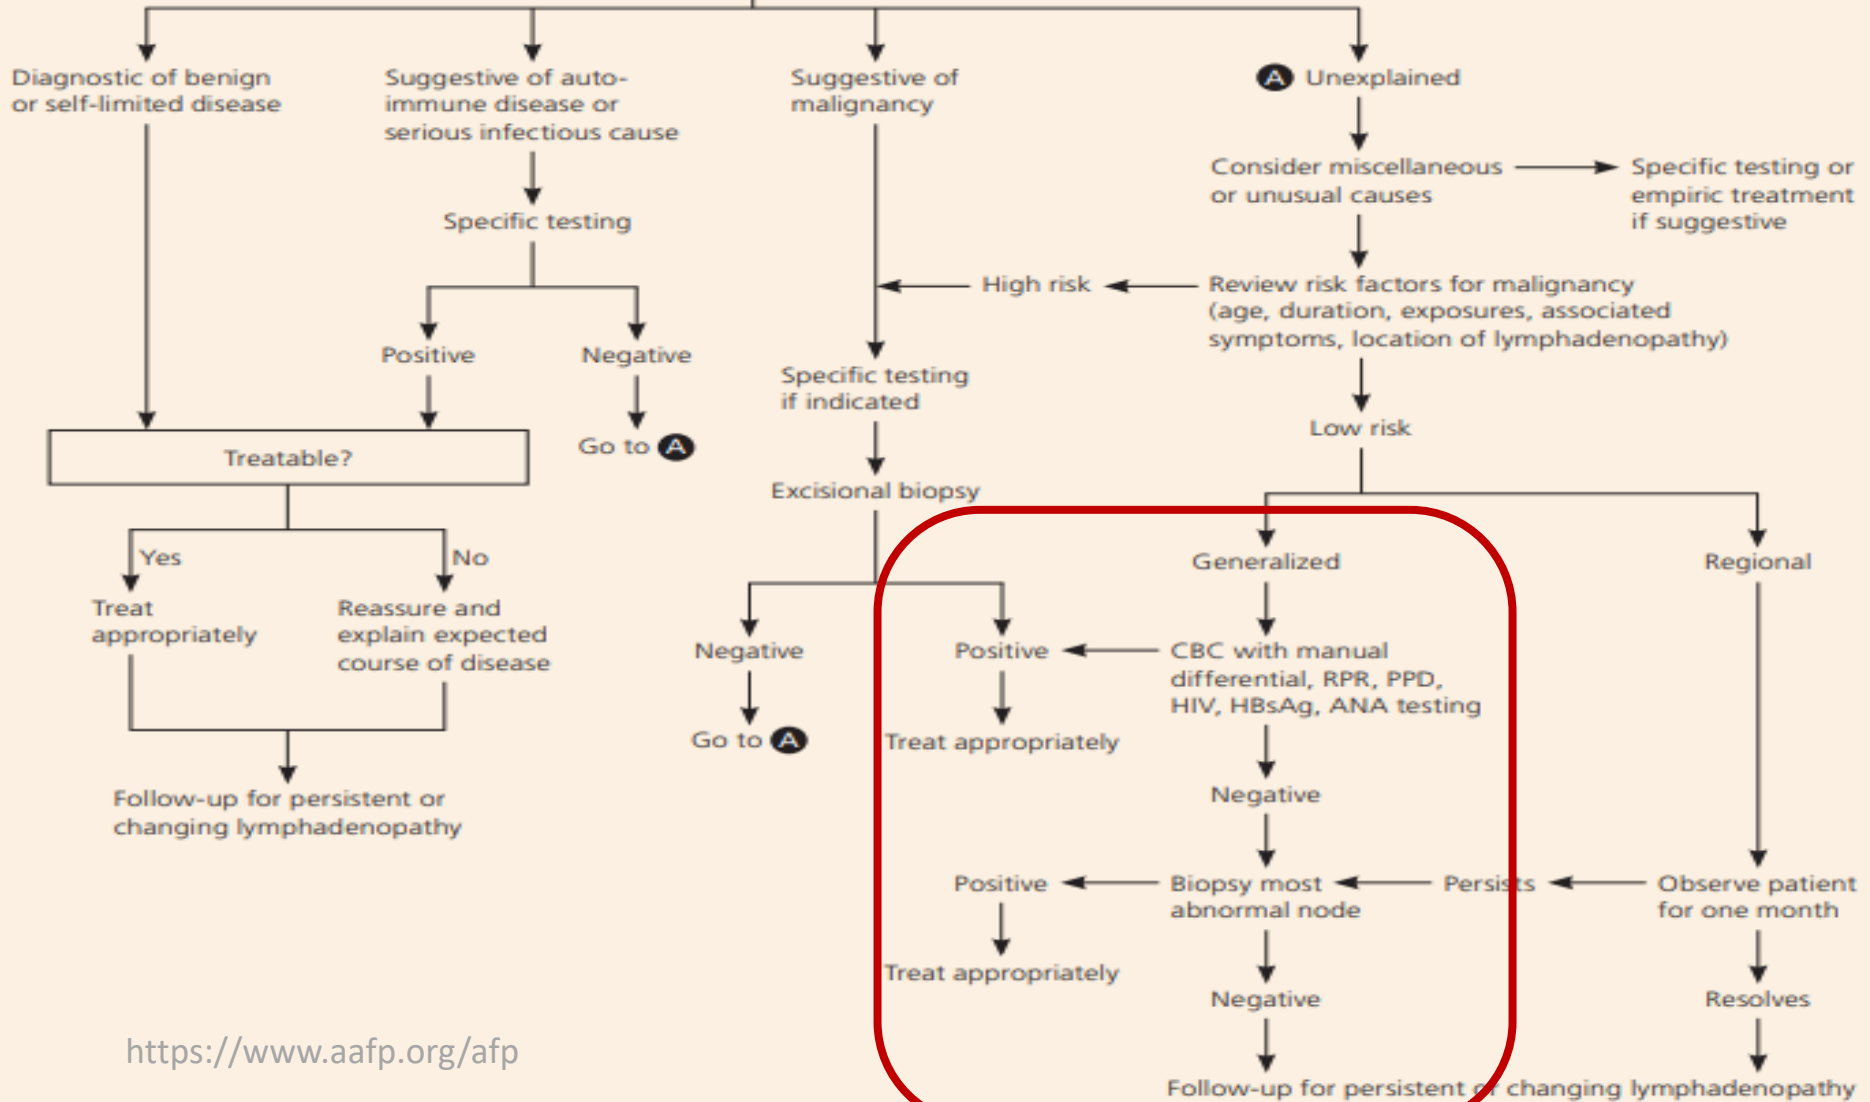 Diagnostic of benign
or self-limited disease
Suggestive of auto-
immune disease or
serious infectious cause
Suggestive of
malignancy
A Unexplained
Consider miscellaneous
or unusual causes
Specific testing or
empiric treatment
if suggestive
Specific testing
High risk
Review risk factors for malignancy
(age, duration, exposures, associated
symptoms, location of lymphadenopathy)
Positive
Negative
Specific testing
if indicated
Go to A
Low risk
Treatable?
Excisional biopsy
Yes
No
Generalized
Regional
Treat
appropriately
Reassure and
explain expected
course of disease
Negative
Positive
CBC with manual
differential, RPR, PPD,
HIV, HBsAg, ANA testing
Go to A
Treat appropriately
Follow-up for persistent or
changing lymphadenopathy
Negative
Positive
Biopsy most
abnormal node
Persists
Observe patient
for one month
Treat appropriately
Negative
Resolves
https://www.aafp.org/afp
Follow-up for persistent or changing lymphadenopathy